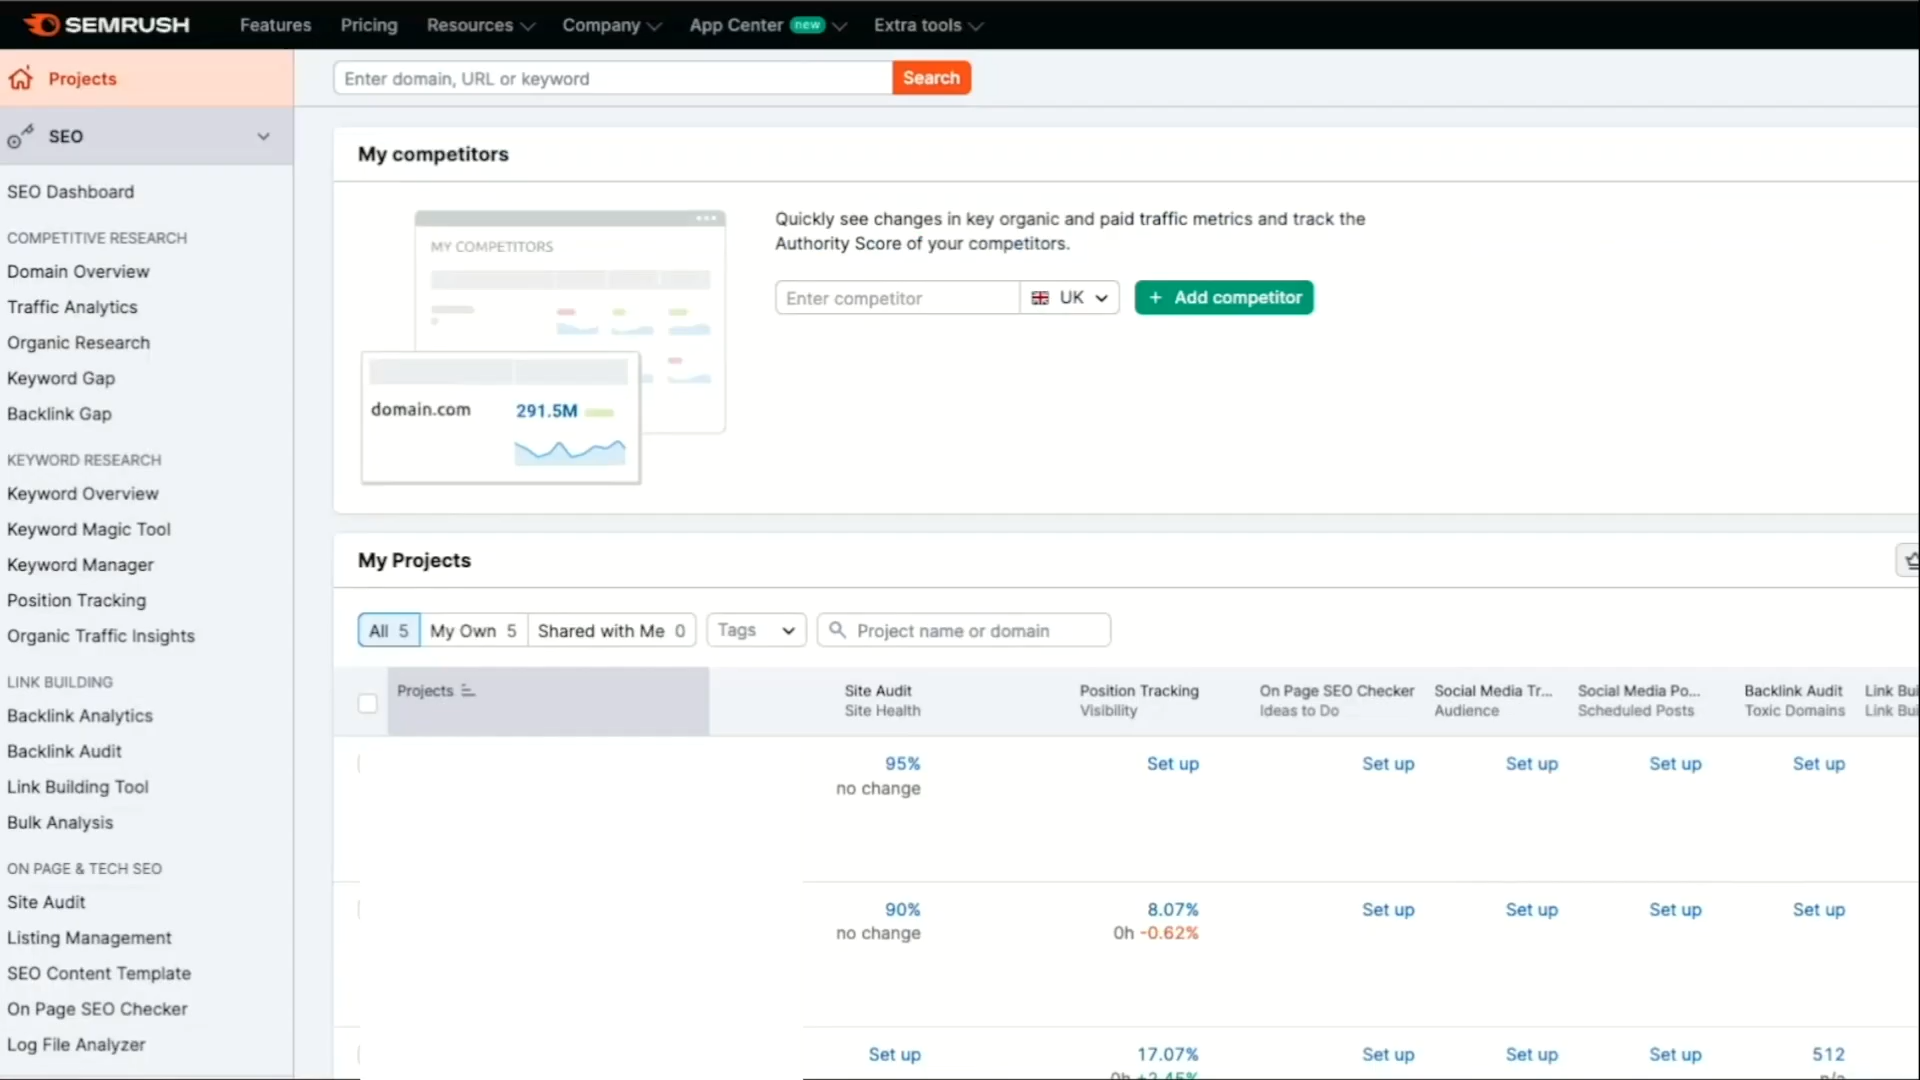 SEMRUSH
Features
Pricing
Resources
Company
App Center new
Extra tools
Projects
Enter domain, URL or keyword
Search
SEO
SEO Dashboard
COMPETITIVE RESEARCH
Domain Overview
Traffic Analytics
Organic Research
Keyword Gap
Backlink Gap
KEYWORD RESEARCH
Keyword Overview
Keyword Magic Tool
Keyword Manager
Position Tracking
Organic Traffic Insights
LINK BUILDING
Backlink Analytics
Backlink Audit
Link Building Tool
Bulk Analysis
ON PAGE & TECH SEO
Site Audit
Listing Management
SEO Content Template
On Page SEO Checker
Log File Analyzer
My competitors
MY COMPETITORS
domain.com 291.5M
Quickly see changes in key organic and paid traffic metrics and track the
Authority Score of your competitors.
Enter competitor
UK
+ Add competitor
My Projects
All 5
My Own 5
Shared with Me 0
Tags
Project name or domain
Projects
Site Audit
Site Health
Position Tracking
Visibility
On Page SEO Checker
Ideas to Do
Social Media Tr...
Audience
Social Media Po...
Scheduled Posts
Backlink Audit
Toxic Domains
Link Bui
Link Bui
95% Set up Set up Set up Set up Set up
no change
90% 8.07% Set up Set up Set up Set up
no change 0h -0.62%
Set up 17.07% Set up Set up Set up 512
0h +2.45% n/a